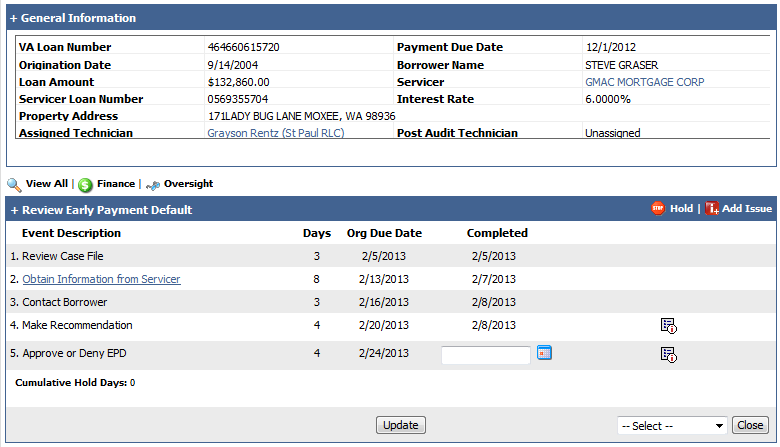 + General Information
VA Loan Number 464660615720 Payment Due Date 12/1/2012
Origination Date 9/14/2004 Borrower Name STEVE GRASER
Loan Amount $132,860.00 Servicer GMAC MORTGAGE CORP
Servicer Loan Number 0569355704 Interest Rate 6.0000%
Property Address 171LADY BUG LANE MOXEE, WA 98936
Assigned Technician Grayson Rentz (St Paul RLC) Post Audit Technician Unassigned
View All | $ Finance | Oversight
+ Review Early Payment Default STOP Hold | Add Issue
Event Description Days Org Due Date Completed
1. Review Case File 3 2/5/2013 2/5/2013
2. Obtain Information from Servicer 8 2/13/2013 2/7/2013
3. Contact Borrower 3 2/16/2013 2/8/2013
4. Make Recommendation 4 2/20/2013 2/8/2013
5. Approve or Deny EPD 4 2/24/2013
Cumulative Hold Days: 0
Update -- Select -- Close